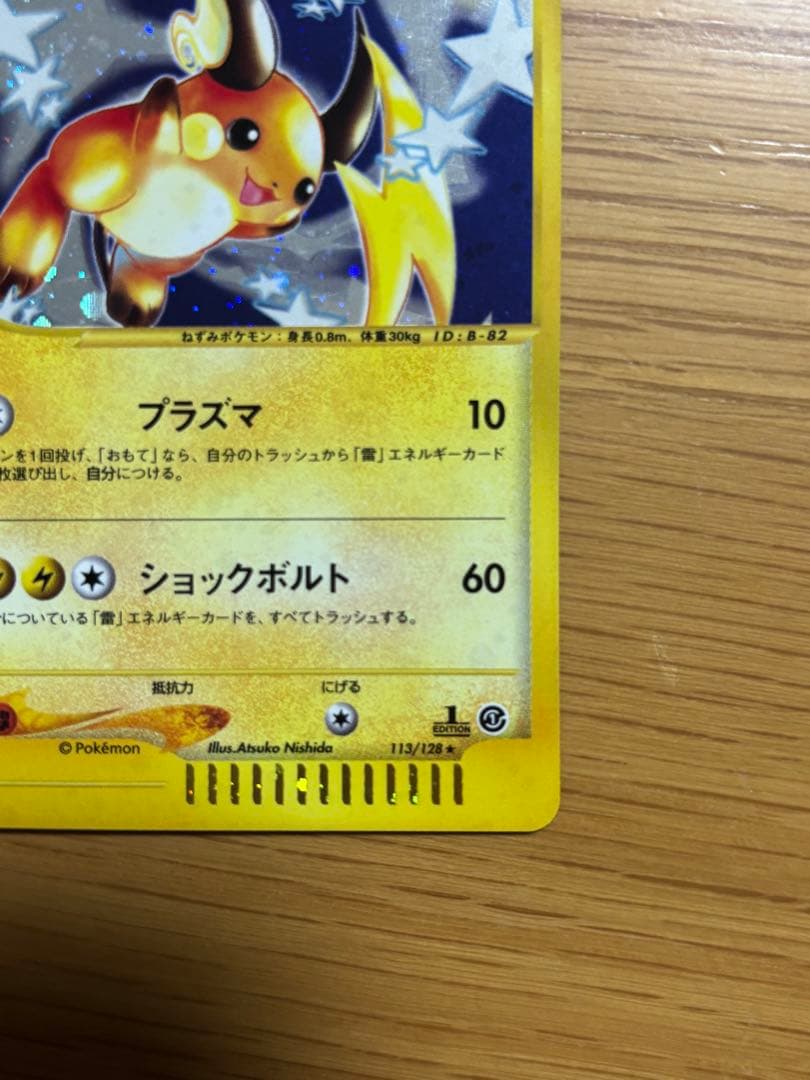 ねずみポケモン：身長0.8m、体重30kg ID:B-82
プラズマ 10
ンを1回投げ、「おもて」なら、自分のトラッシュから「雷」エネルギーカード
枚選び出し、自分につける。
ショックボルト 60
についている「雷」エネルギーカードを、すべてトラッシュする。
抵抗力 にげる
1
EDITION
© Pokémon Illus.Atsuko Nishida 113/128★